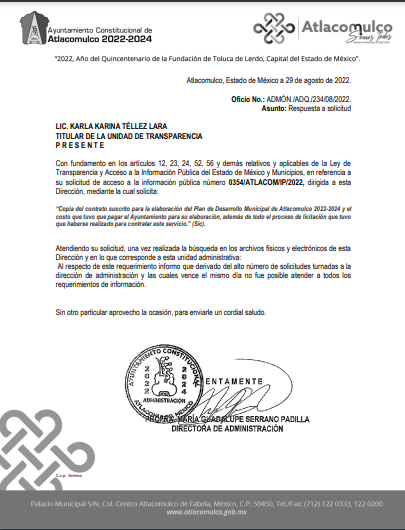 Ayuntamiento Constitucional de
Atlacomulco 2022-2024
Atlacomulco
Somos Todos
"2022, Año del Quincentenario de la Fundación de Toluca de Lerdo, Capital del Estado de México".
Atlacomulco, Estado de México a 29 de agosto de 2022.
Oficio No.: ADMÓN./ADQ./234/08/2022.
Asunto: Respuesta a solicitud
LIC. KARLA KARINA TÉLLEZ LARA
TITULAR DE LA UNIDAD DE TRANSPARENCIA
P R E S E N T E
Con fundamento en los artículos 12, 23, 24, 52, 56 y demás relativos y aplicables de la Ley de
Transparencia y Acceso a la Información Pública del Estado de México y Municipios, en referencia
a su solicitud de acceso a la información pública número 0354/ATLACOM/IP/2022, dirigida a esta
Dirección, mediante la cual solicita:
"Copia del contrato suscrito para la elaboración del Plan de Desarrollo Municipal de Atlacomulco 2022-2024 y el
costo que tuvo que pagar el Ayuntamiento para su elaboración, además de todo el proceso de licitación que tuvo
que haberse realizado para contratar este servicio." (Sic).
Atendiendo su solicitud, una vez realizada la búsqueda en los archivos físicos y electrónicos de esta
Dirección y en lo que corresponde a esta unidad administrativa:
Al respecto de este requerimiento informo que derivado del alto número de solicitudes turnadas a la
dirección de administración y las cuales vence el mismo día no fue posible atender a todos los
requerimientos de información.
Sin otro particular aprovecho la ocasión, para enviarle un cordial saludo.
AYUNTAMIENTO CONSTITUCIONAL
2022
2024
ADMINISTRACIÓN
ATLACOMULCO MÉXICO
ENTAMENTE
PROFRA. MARÍA GUADALUPE SERRANO PADILLA
DIRECTORA DE ADMINISTRACIÓN
C.c.p. Archivo
Palacio Municipal S/N, Col. Centro Atlacomulco de Fabela, México, C.P. 50450, Tel./Fax: (712) 122 0333, 122 0200
www.atlacomulco.gob.mx